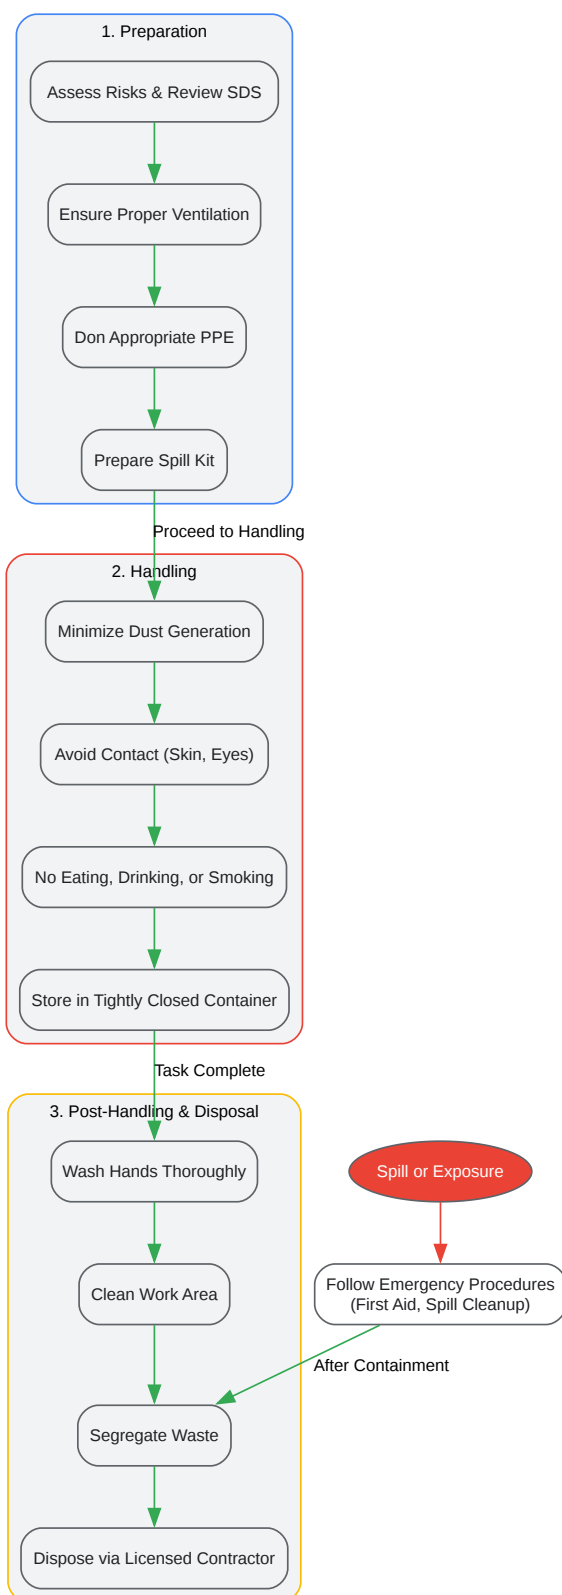 1. Preparation
Assess Risks & Review SDS
Ensure Proper Ventilation
Don Appropriate PPE
Prepare Spill Kit
Proceed to Handling
2. Handling
Minimize Dust Generation
Avoid Contact (Skin, Eyes)
No Eating, Drinking, or Smoking
Store in Tightly Closed Container
Task Complete
3. Post-Handling & Disposal
Wash Hands Thoroughly
Spill or Exposure
Clean Work Area
Follow Emergency Procedures
(First Aid, Spill Cleanup)
After Containment
Segregate Waste
Dispose via Licensed Contractor